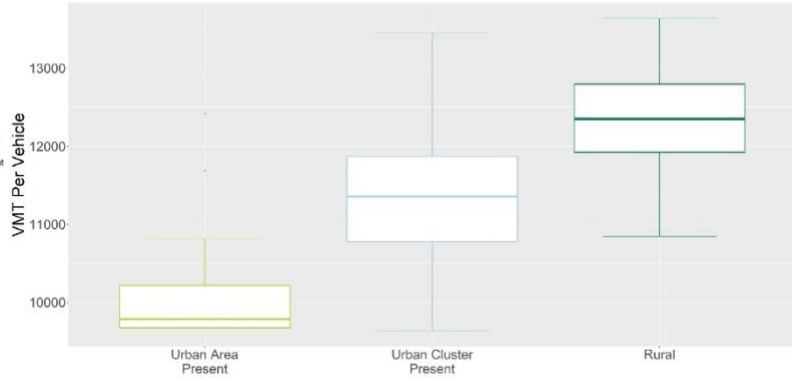 VMT Per Vehicle
13000
12000
11000
10000
Urban Area
Present
Urban Cluster
Present
Rural